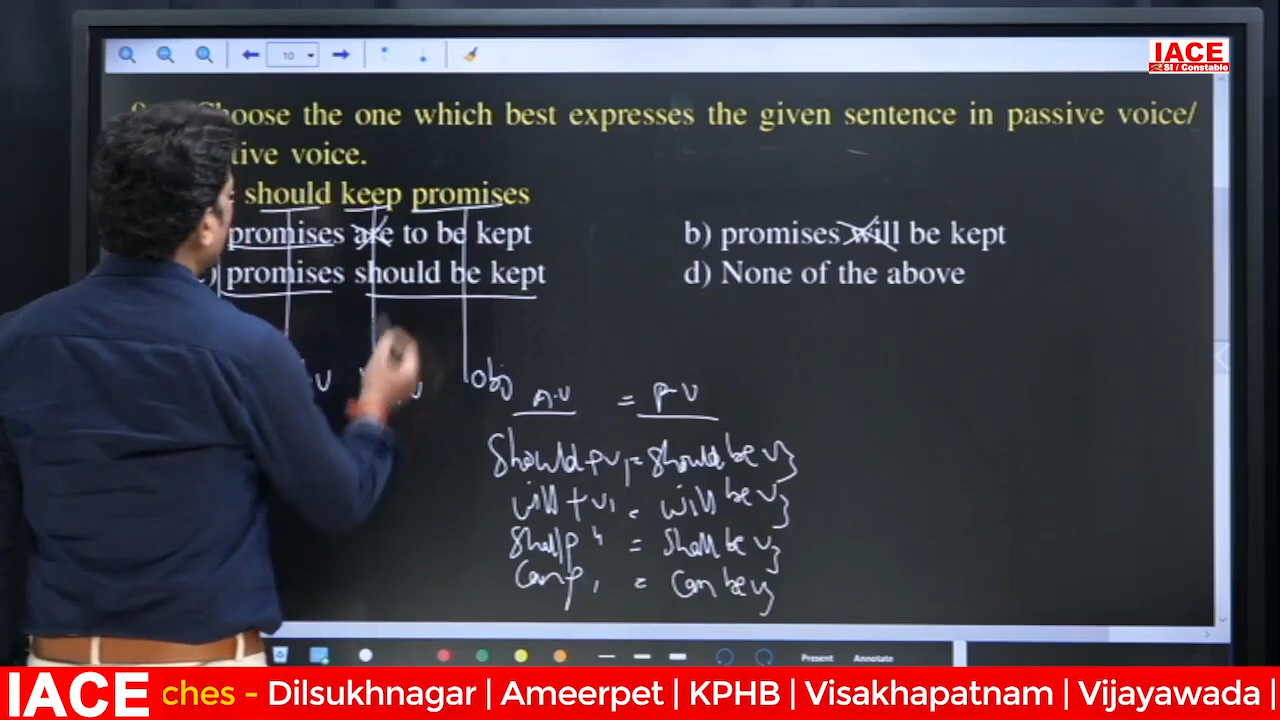 10
IACE
SI / Constable
Choose the one which best expresses the given sentence in passive voice/
tive voice.
should keep promises
promises are to be kept
b) promises will be kept
promises should be kept
d) None of the above
obj
A.V = P V
Should + V1 = Should be V3
will + V1 = will be V3
Shall = Shall be V3
Can = Can be V3
Present Annotate
IACE ches - Dilsukhnagar | Ameerpet | KPHB | Visakhapatnam | Vijayawada |